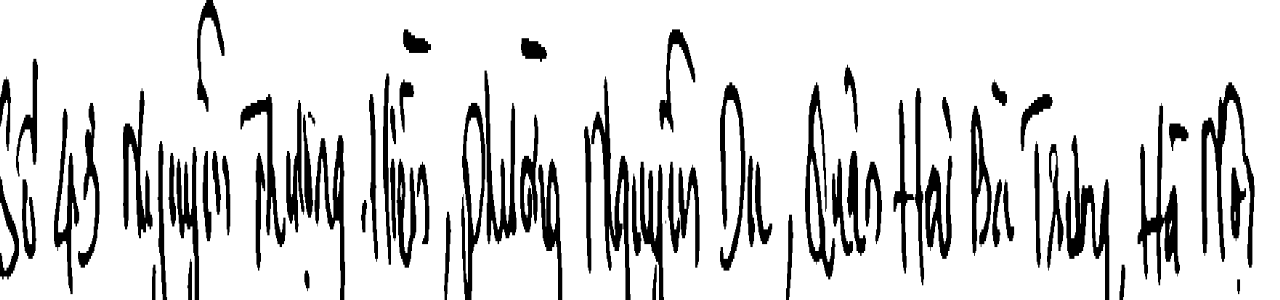 Số 43 Nguyễn Thượng Hiền, phường Nguyễn Du, Quận Hai Bà Trưng, Hà Nội